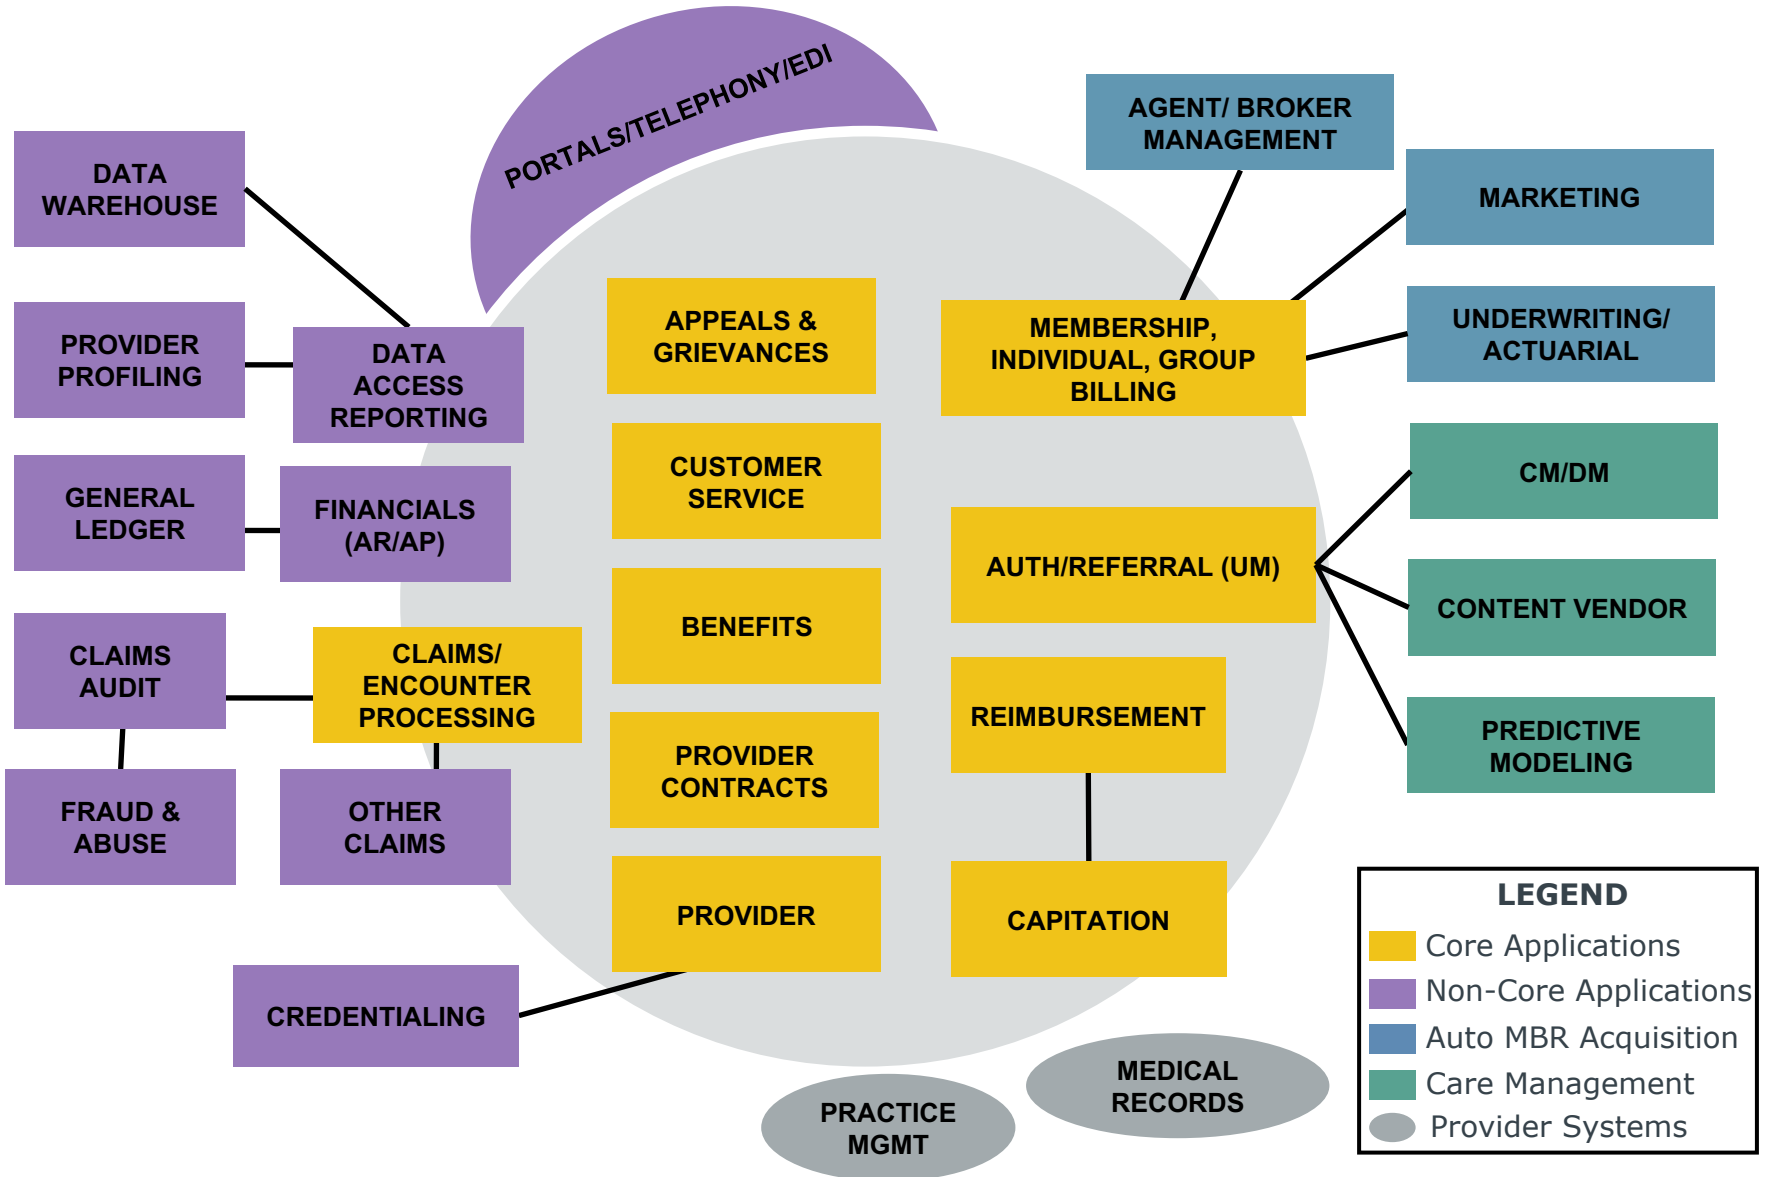 PORTALS/TELEPHONY/EDI
DATA
WAREHOUSE
PROVIDER
PROFILING
DATA
ACCESS
REPORTING
GENERAL
LEDGER
FINANCIALS
(AR/AP)
CLAIMS
AUDIT
CLAIMS/
ENCOUNTER
PROCESSING
FRAUD &
ABUSE
OTHER
CLAIMS
CREDENTIALING
APPEALS &
GRIEVANCES
CUSTOMER
SERVICE
BENEFITS
PROVIDER
CONTRACTS
PROVIDER
MEMBERSHIP,
INDIVIDUAL, GROUP
BILLING
AUTH/REFERRAL (UM)
REIMBURSEMENT
CAPITATION
AGENT/ BROKER
MANAGEMENT
MARKETING
UNDERWRITING/
ACTUARIAL
CM/DM
CONTENT VENDOR
PREDICTIVE
MODELING
PRACTICE
MGMT
MEDICAL
RECORDS
LEGEND
Core Applications
Non-Core Applications
Auto MBR Acquisition
Care Management
Provider Systems